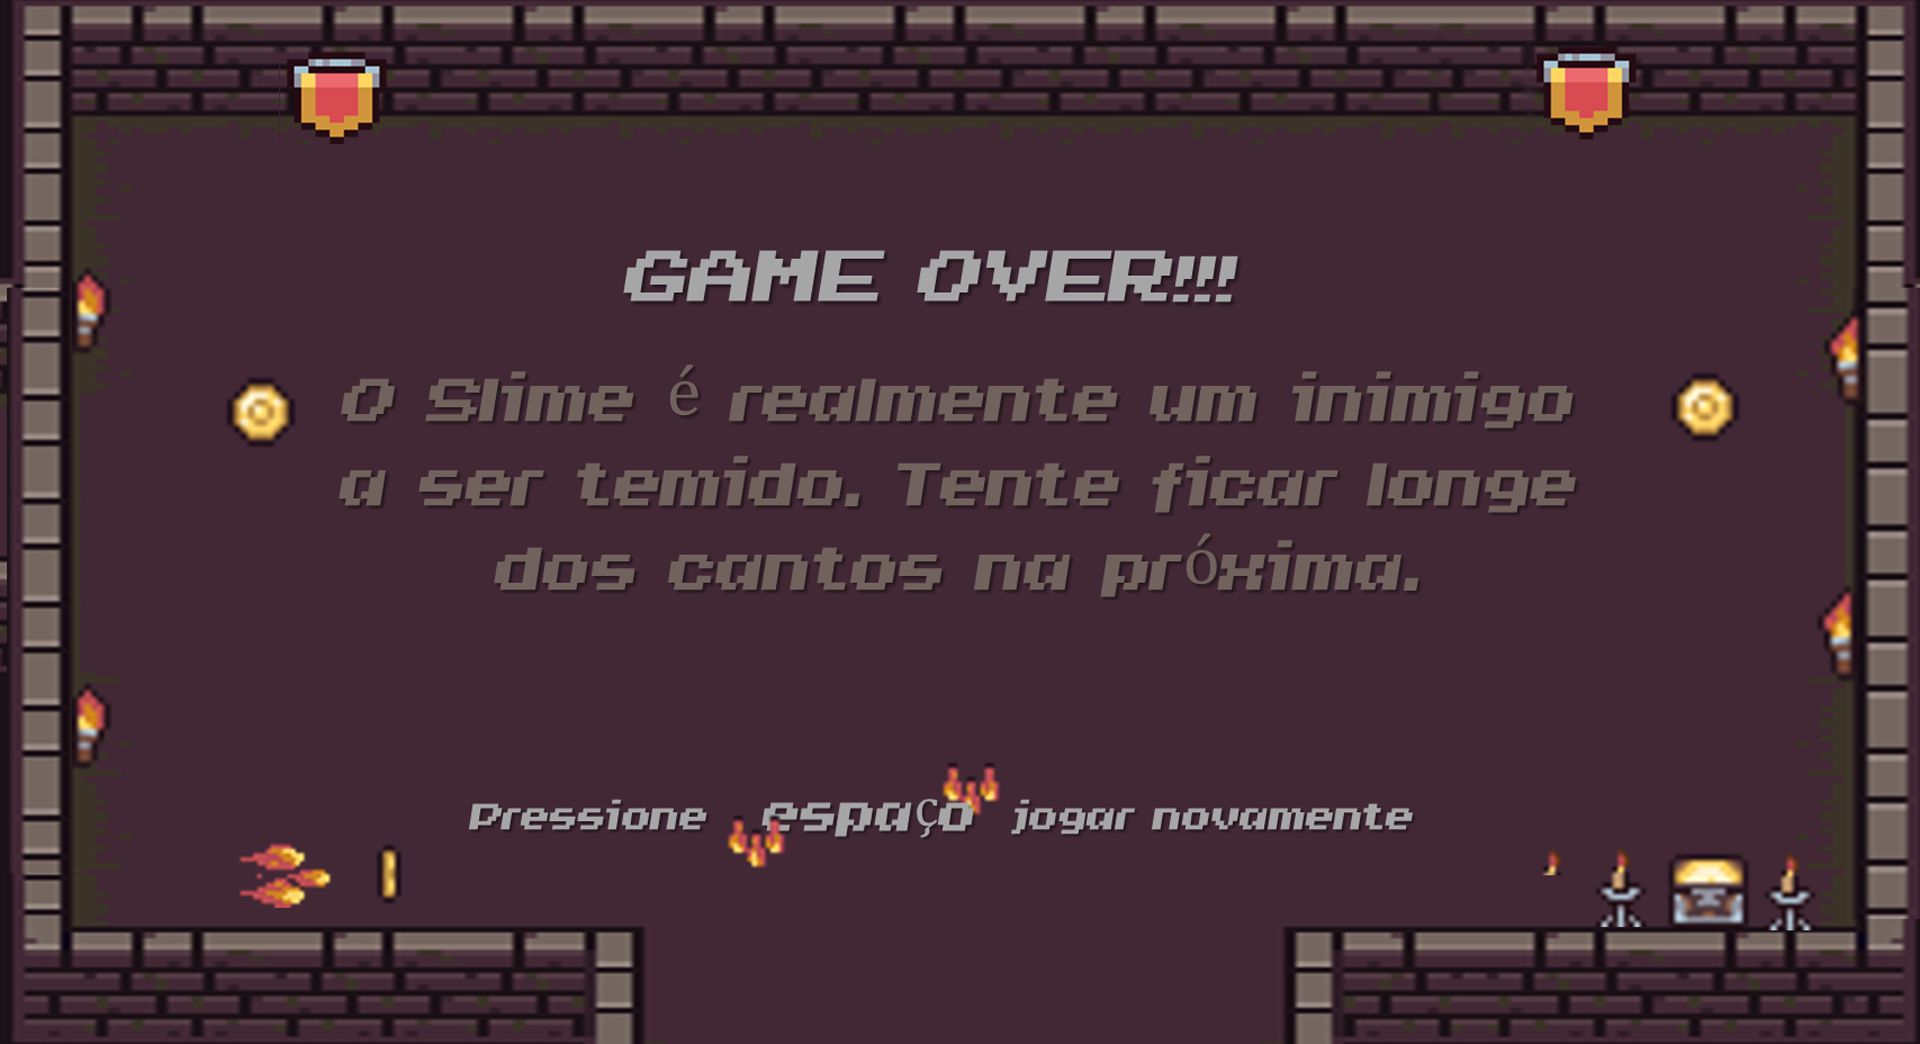 GAME OVER!!!
O Slime é realmente um inimigo
a ser temido. Tente ficar longe
dos cantos na próxima.
Pressione espaço jogar novamente